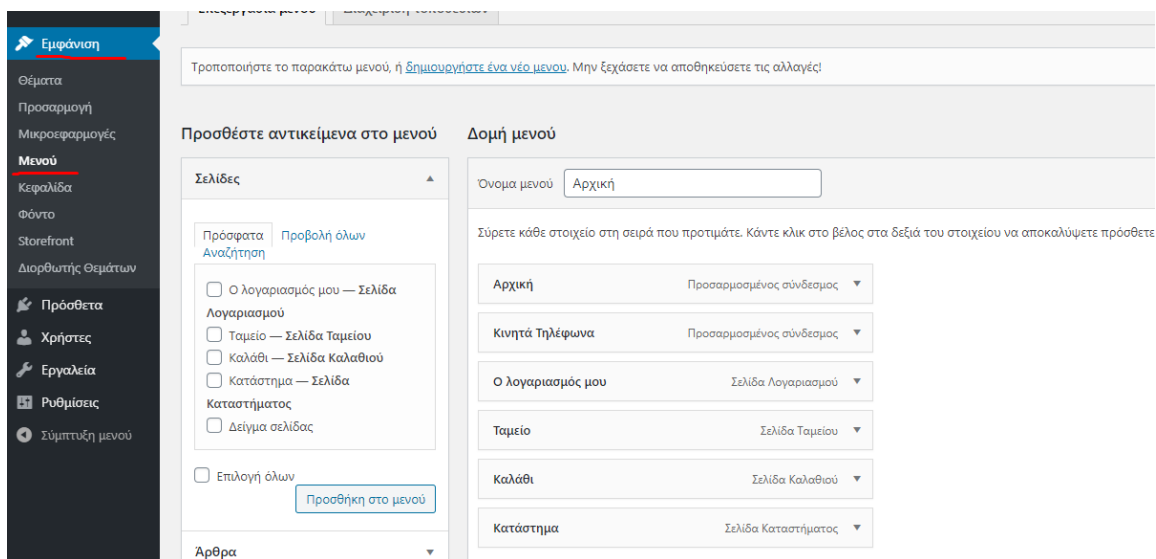 Επεξεργασία μενού
Διαχείριση τοποθεσιών
Εμφάνιση
Θέματα
Προσαρμογή
Μικροεφαρμογές
Μενού
Κεφαλίδα
Φόντο
Storefront
Διορθωτής Θεμάτων
Πρόσθετα
Χρήστες
Εργαλεία
Ρυθμίσεις
Σύμπτυξη μενού
Τροποποιήστε το παρακάτω μενού, ή δημιουργήστε ένα νέο μενου. Μην ξεχάσετε να αποθηκεύσετε τις αλλαγές!
Προσθέστε αντικείμενα στο μενού
Σελίδες
Πρόσφατα Προβολή όλων
Αναζήτηση
Ο λογαριασμός μου — Σελίδα
Λογαριασμού
Ταμείο — Σελίδα Ταμείου
Καλάθι — Σελίδα Καλαθιού
Κατάστημα — Σελίδα
Καταστήματος
Δείγμα σελίδας
Επιλογή όλων
Προσθήκη στο μενού
Άρθρα
Δομή μενού
Όνομα μενού Αρχική
Σύρετε κάθε στοιχείο στη σειρά που προτιμάτε. Κάντε κλικ στο βέλος στα δεξιά του στοιχείου να αποκαλύψετε πρόσθετε
Αρχική Προσαρμοσμένος σύνδεσμος
Κινητά Τηλέφωνα Προσαρμοσμένος σύνδεσμος
Ο λογαριασμός μου Σελίδα Λογαριασμού
Ταμείο Σελίδα Ταμείου
Καλάθι Σελίδα Καλαθιού
Κατάστημα Σελίδα Καταστήματος